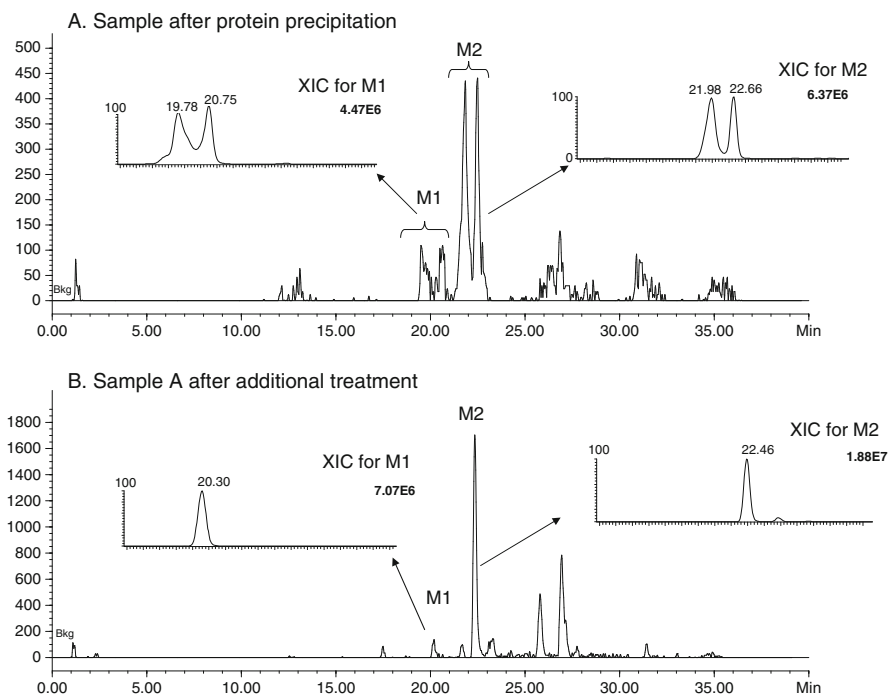 A. Sample after protein precipitation
500
450
400
350
300
250
200
150
100
50
0
Bkg
0.00 5.00 10.00 15.00 20.00 25.00 30.00 35.00 Min
M2
XIC for M1
4.47E6
100
19.78 20.75
M1
XIC for M2
6.37E6
100
0
21.98 22.66
B. Sample A after additional treatment
1800
1600
1400
1200
1000
800
600
400
200
0
Bkg
0.00 5.00 10.00 15.00 20.00 25.00 30.00 35.00 Min
M2
XIC for M1
7.07E6
100
20.30
M1
XIC for M2
1.88E7
100
22.46